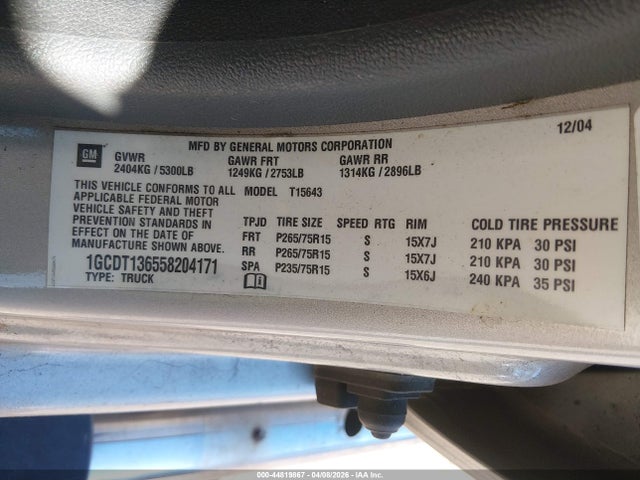 12/04
MFD BY GENERAL MOTORS CORPORATION
GM
GVWR GAWR FRT GAWR RR
2404KG / 5300LB 1249KG / 2753LB 1314KG / 2896LB
THIS VEHICLE CONFORMS TO ALL
APPLICABLE FEDERAL MOTOR
VEHICLE SAFETY AND THEFT
PREVENTION STANDARDS IN
EFFECT ON THE DATE OF
MANUFACTURE SHOWN ABOVE.
1GCDT136558204171
TYPE: TRUCK
MODEL T15643
TPJD TIRE SIZE SPEED RTG RIM COLD TIRE PRESSURE
FRT P265/75R15 S 15X7J 210 KPA 30 PSI
RR P265/75R15 S 15X7J 210 KPA 30 PSI
SPA P235/75R15 S 15X6J 240 KPA 35 PSI
000-44819867 04/08/2026 IAA Inc.